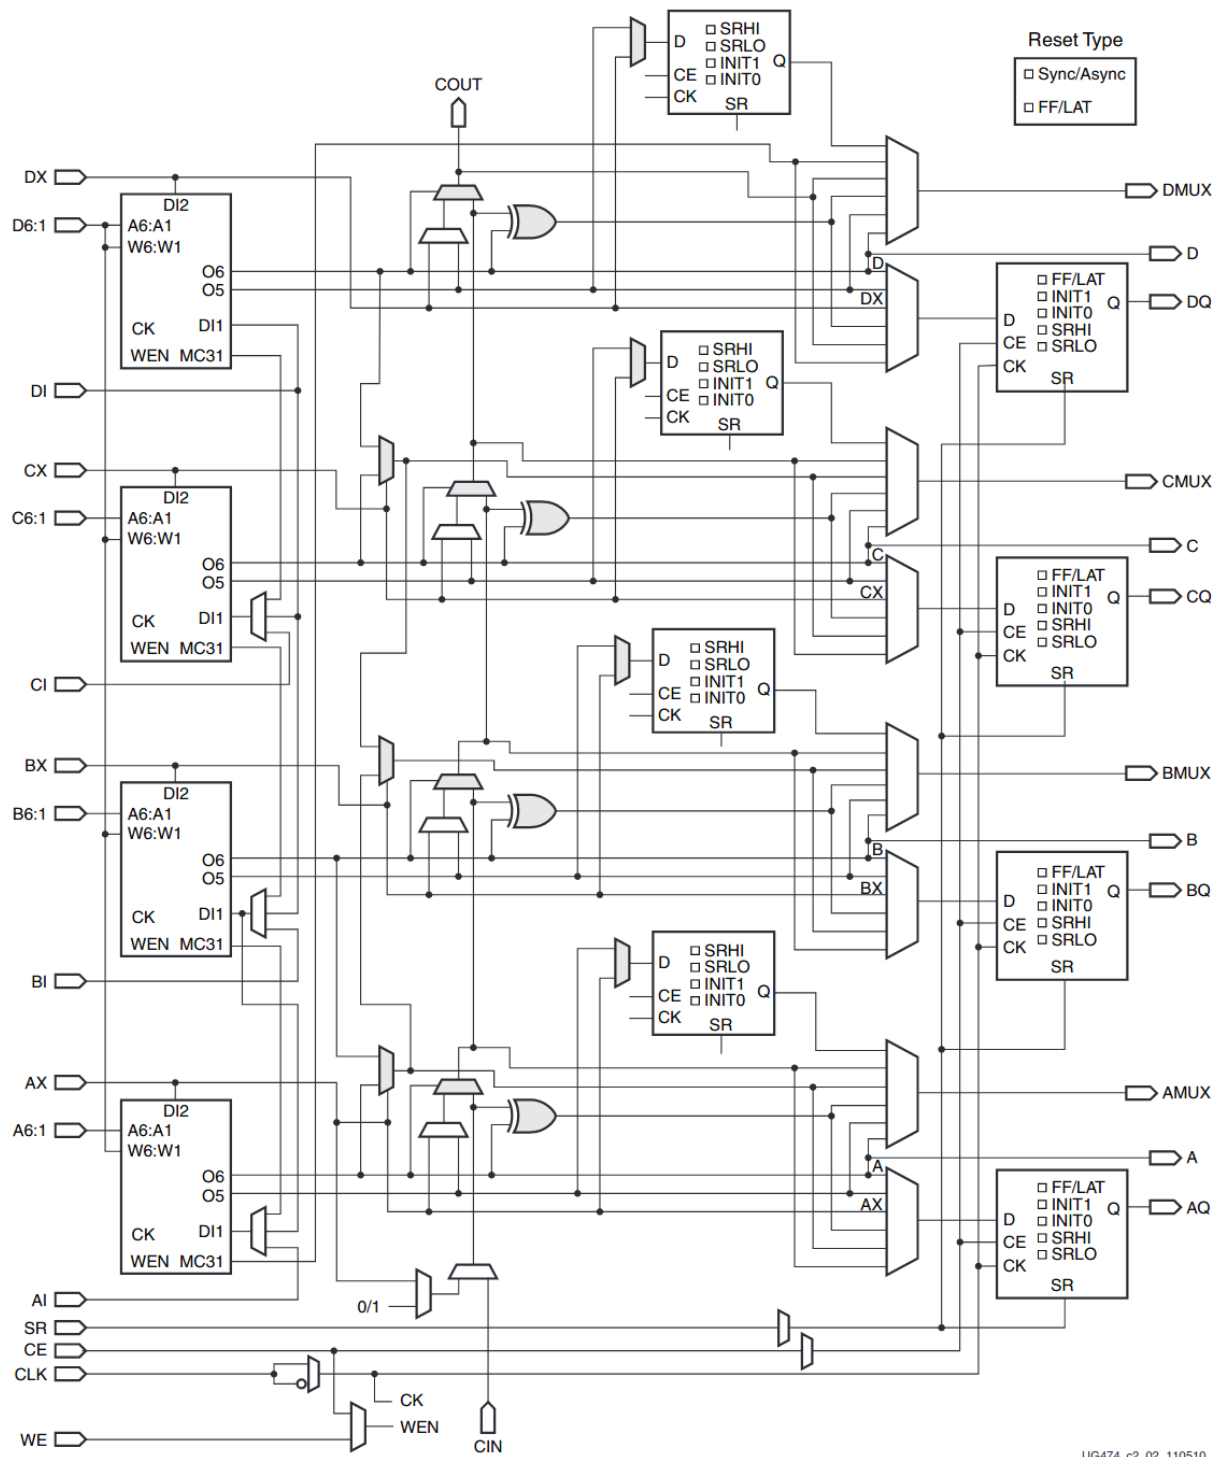 SRHI
D
SRLO
INIT1
Q
CE
INIT0
CK
SR
Reset Type
Sync/Async
FF/LAT
COUT
DX
DI2
D6:1
A6:A1
W6:W1
O6
O5
CK
DI1
WEN MC31
DMUX
D
D
DX
FF/LAT
INIT1
Q
DQ
INIT0
D
SRHI
CE
SRLO
CK
SR
DI
SRHI
D
SRLO
Q
INIT1
CE
INIT0
CK
SR
CX
DI2
C6:1
A6:A1
W6:W1
O6
O5
CK
DI1
WEN MC31
CI
CMUX
C
C
CX
FF/LAT
INIT1
Q
CQ
INIT0
D
SRHI
CE
SRLO
CK
SR
SRHI
D
SRLO
INIT1
Q
CE
INIT0
CK
SR
BX
DI2
B6:1
A6:A1
W6:W1
O6
O5
CK
DI1
WEN MC31
BI
BMUX
B
B
BX
FF/LAT
INIT1
Q
BQ
INIT0
D
SRHI
CE
SRLO
CK
SR
SRHI
D
SRLO
INIT1
Q
CE
INIT0
CK
SR
AX
DI2
A6:1
A6:A1
W6:W1
O6
O5
CK
DI1
WEN MC31
AI
AMUX
A
A
AX
FF/LAT
INIT1
Q
AQ
INIT0
D
SRHI
CE
SRLO
CK
SR
0/1
SR
CE
CLK
CK
WEN
WE
CIN
UG474_c2_02_110510